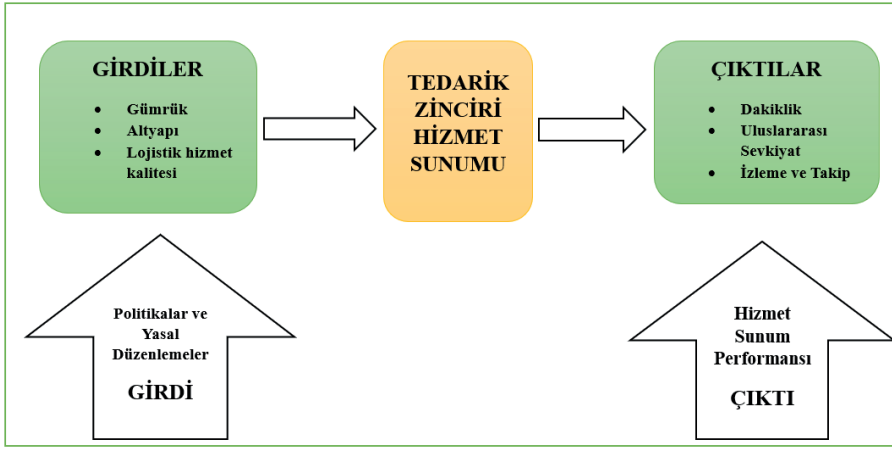 GİRDİLER
• Gümrük
• Altyapı
• Lojistik hizmet
kalitesi
TEDARİK
ZİNCİRİ
HİZMET
SUNUMU
ÇIKTILAR
• Dakiklik
• Uluslararası
Sevkiyat
• İzleme ve Takip
Politikalar ve
Yasal
Düzenlemeler
GİRDİ
Hizmet
Sunum
Performansı
ÇIKTI